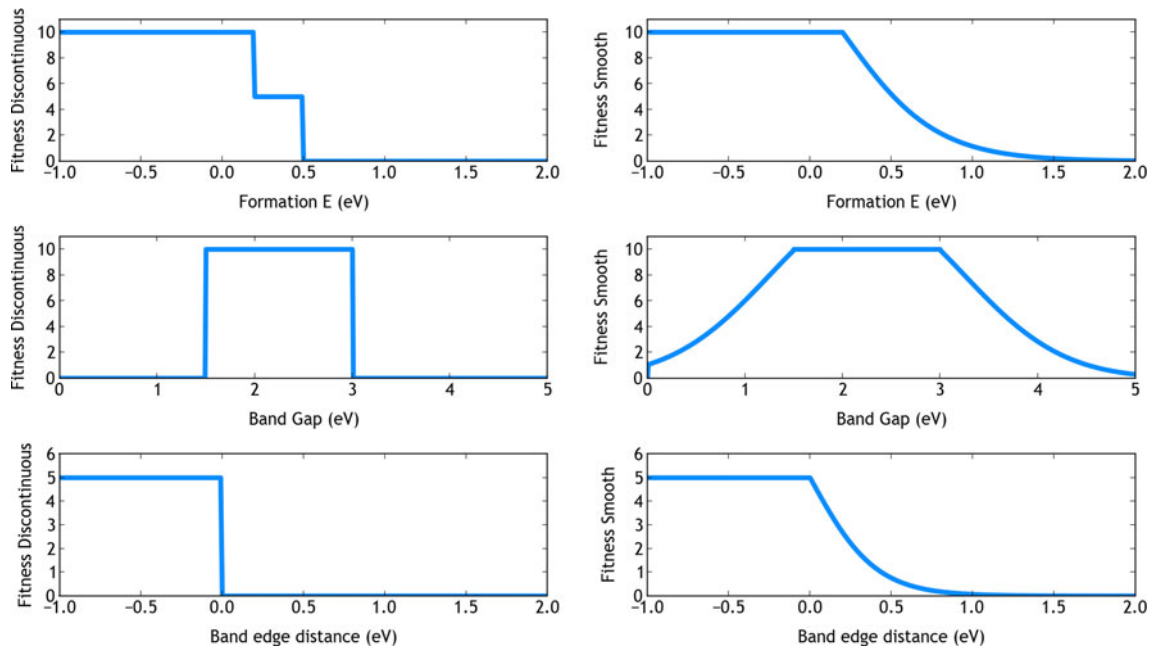 Fitness Discontinuous
10
8
6
4
2
0
−1.0 −0.5 0.0 0.5 1.0 1.5 2.0
Formation E (eV)
Fitness Smooth
10
8
6
4
2
0
−1.0 −0.5 0.0 0.5 1.0 1.5 2.0
Formation E (eV)
Fitness Discontinuous
10
8
6
4
2
0
0 1 2 3 4 5
Band Gap (eV)
Fitness Smooth
10
8
6
4
2
0
0 1 2 3 4 5
Band Gap (eV)
Fitness Discontinuous
6
5
4
3
2
1
0
−1.0 −0.5 0.0 0.5 1.0 1.5 2.0
Band edge distance (eV)
Fitness Smooth
6
5
4
3
2
1
0
−1.0 −0.5 0.0 0.5 1.0 1.5 2.0
Band edge distance (eV)